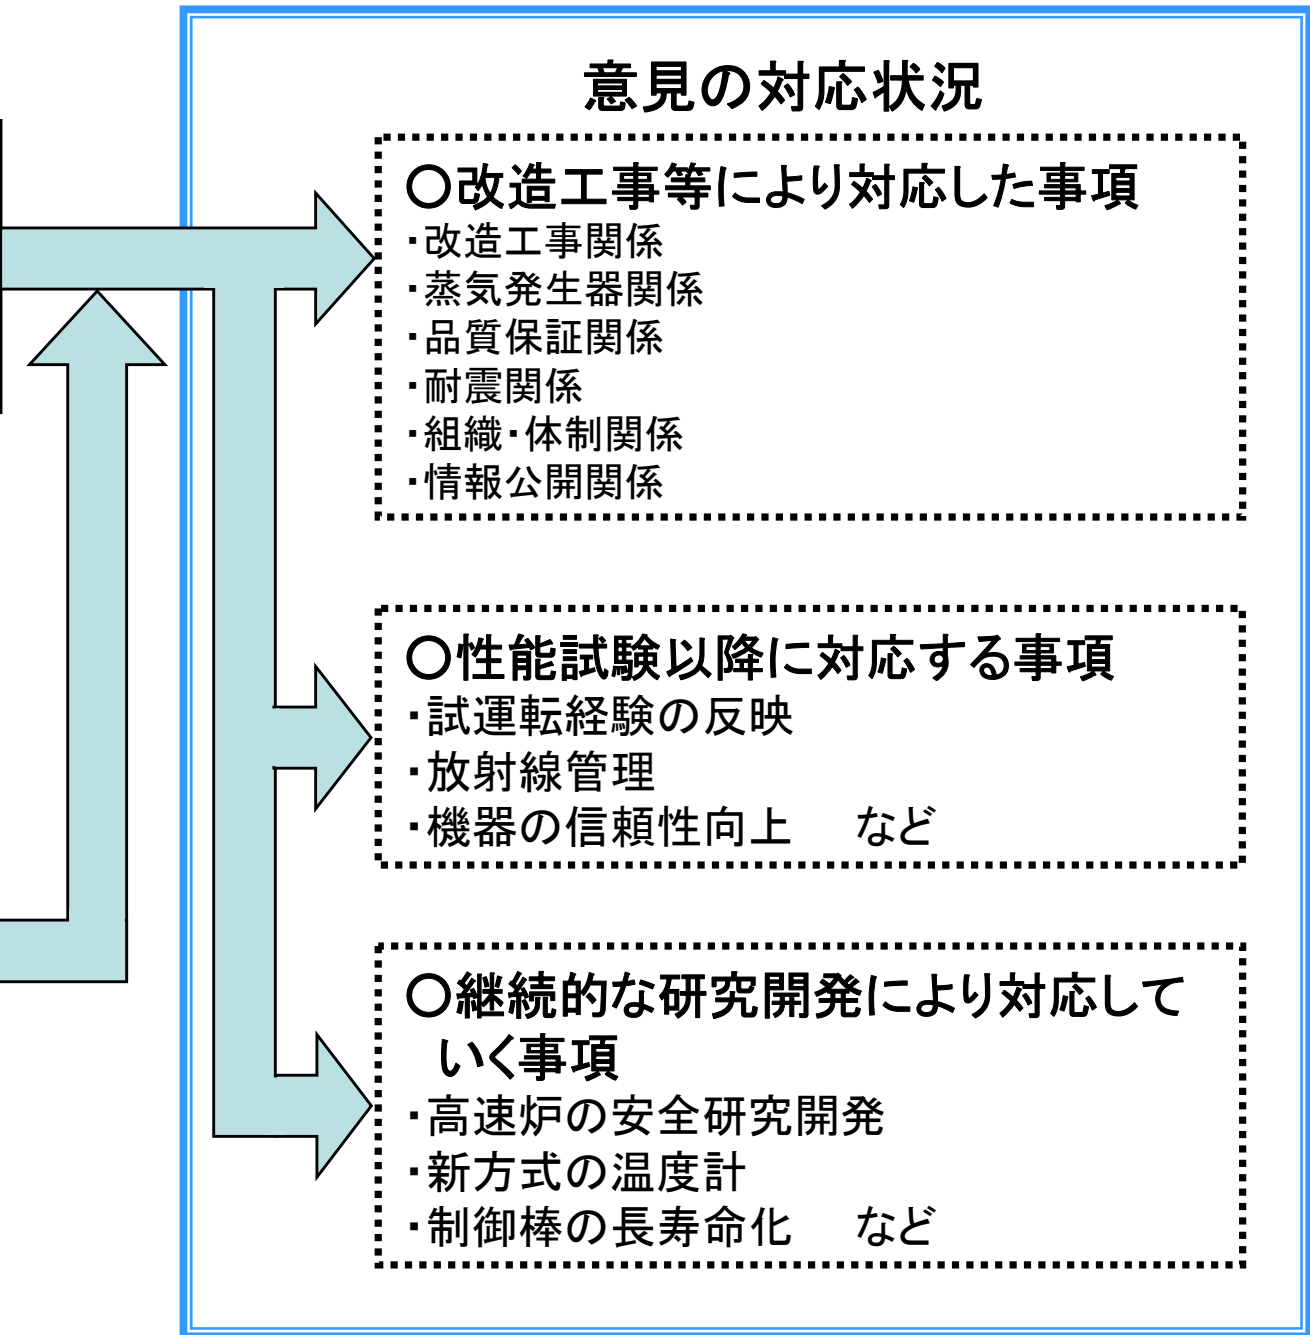 意見の対応状況
○改造工事等により対応した事項
・改造工事関係
・蒸気発生器関係
・品質保証関係
・耐震関係
・組織・体制関係
・情報公開関係
○性能試験以降に対応する事項
・試運転経験の反映
・放射線管理
・機器の信頼性向上　など
○継続的な研究開発により対応して
いく事項
・高速炉の安全研究開発
・新方式の温度計
・制御棒の長寿命化　など